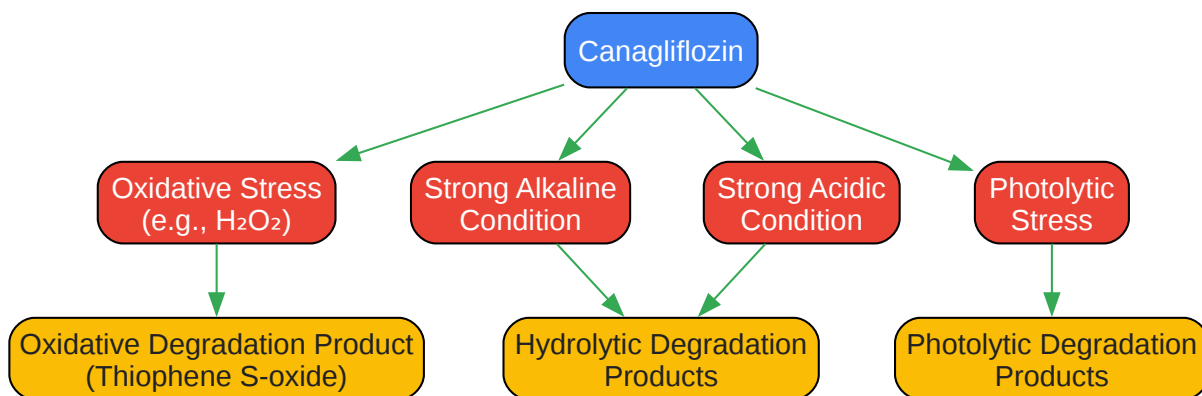 Canagliflozin
Oxidative Stress
(e.g., H₂O₂)
Strong Alkaline
Condition
Strong Acidic
Condition
Photolytic
Stress
Oxidative Degradation Product
(Thiophene S-oxide)
Hydrolytic Degradation
Products
Photolytic Degradation
Products